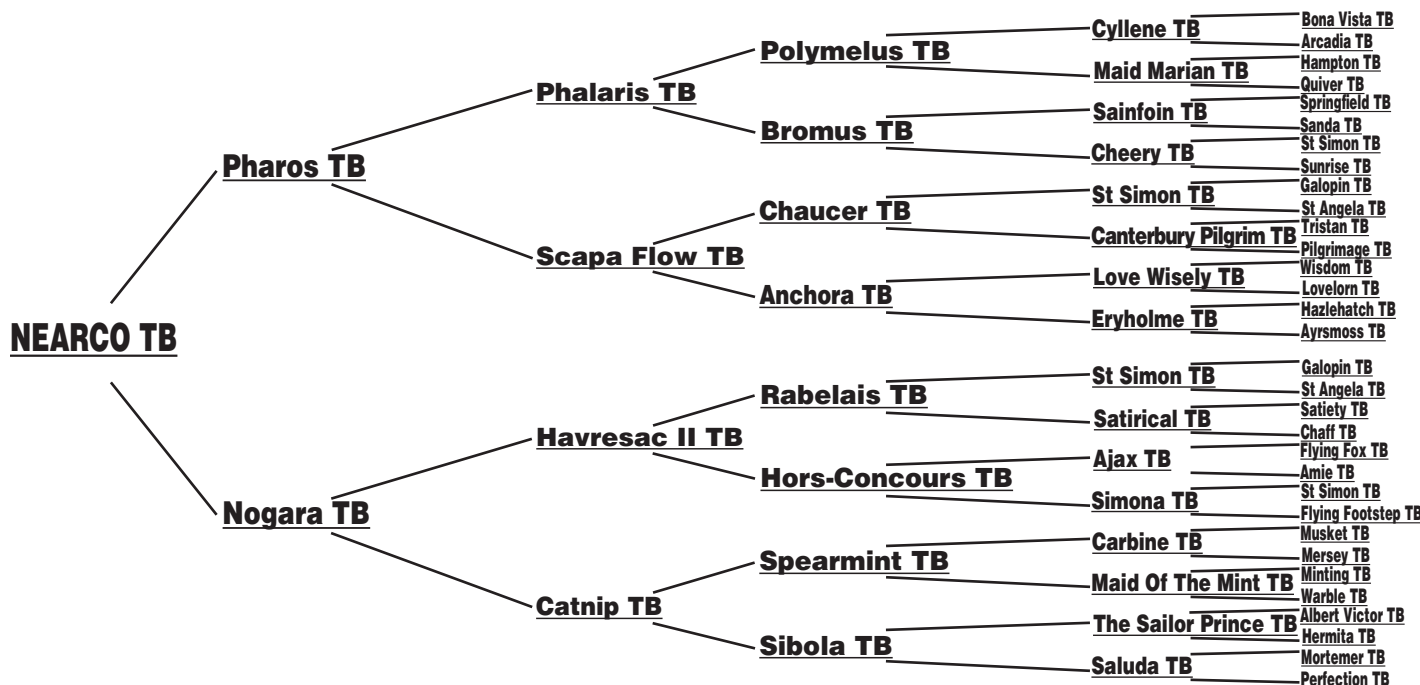 NEARCO TB
Pharos TB
Nogara TB
Phalaris TB
Scapa Flow TB
Havresac II TB
Catnip TB
Polymelus TB
Bromus TB
Chaucer TB
Anchora TB
Rabelais TB
Hors-Concours TB
Spearmint TB
Sibola TB
Cyllene TB
Maid Marian TB
Sainfoin TB
Cheery TB
St Simon TB
Canterbury Pilgrim TB
Love Wisely TB
Eryholme TB
St Simon TB
Satirical TB
Ajax TB
Simona TB
Carbine TB
Maid Of The Mint TB
The Sailor Prince TB
Saluda TB
Bona Vista TB
Arcadia TB
Hampton TB
Quiver TB
Springfield TB
Sanda TB
St Simon TB
Sunrise TB
Galopin TB
St Angela TB
Tristan TB
Pilgrimage TB
Wisdom TB
Lovelorn TB
Hazlehatch TB
Ayrsmoss TB
Galopin TB
St Angela TB
Satiety TB
Chaff TB
Flying Fox TB
Amie TB
St Simon TB
Flying Footstep TB
Musket TB
Mersey TB
Minting TB
Warble TB
Albert Victor TB
Hermita TB
Mortemer TB
Perfection TB